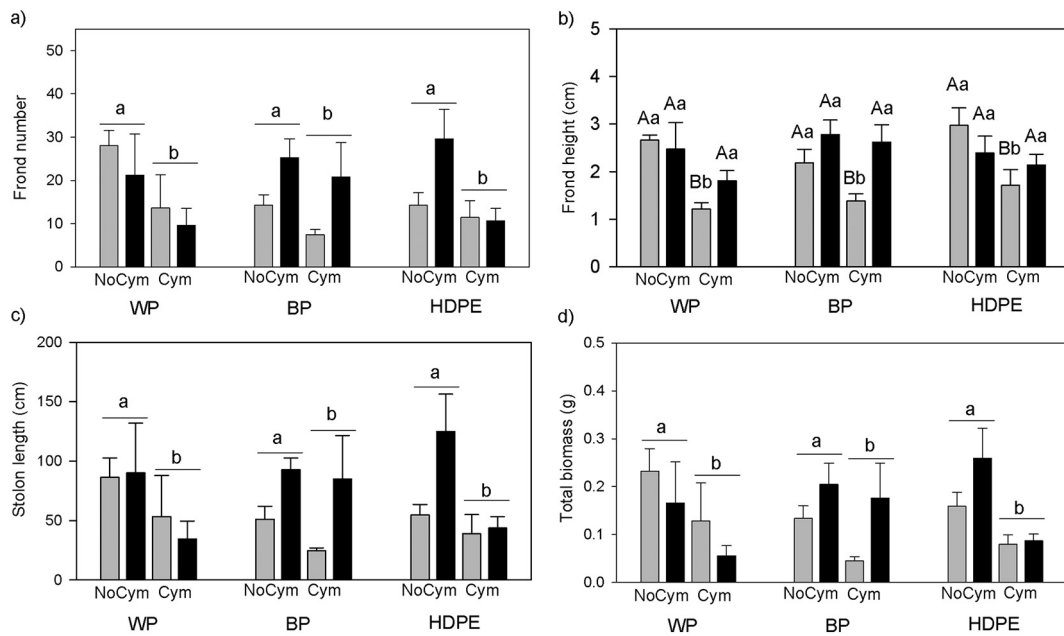 a)
Frond number
50
40
30
20
10
0
a
b
a
b
a
b
NoCym Cym NoCym Cym NoCym Cym
WP BP HDPE
b)
Frond height (cm)
5
4
3
2
1
0
Aa Aa Bb Aa Aa Aa Bb Aa Aa Aa Bb Aa
NoCym Cym NoCym Cym NoCym Cym
WP BP HDPE
c)
Stolon length (cm)
200
150
100
50
0
a
b
a
b
a
b
NoCym Cym NoCym Cym NoCym Cym
WP BP HDPE
d)
Total biomass (g)
0.5
0.4
0.3
0.2
0.1
0.0
a
b
a
b
a
b
NoCym Cym NoCym Cym NoCym Cym
WP BP HDPE